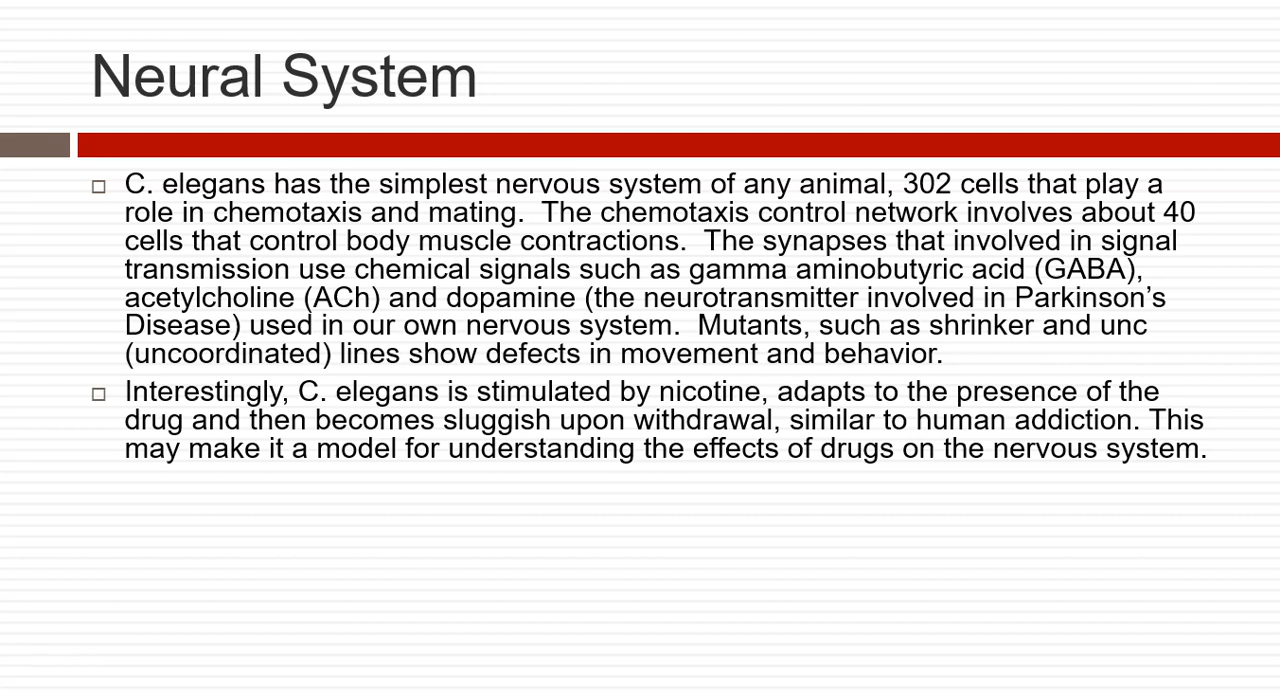 Neural System
C. elegans has the simplest nervous system of any animal, 302 cells that play a
role in chemotaxis and mating.  The chemotaxis control network involves about 40
cells that control body muscle contractions.  The synapses that involved in signal
transmission use chemical signals such as gamma aminobutyric acid (GABA),
acetylcholine (ACh) and dopamine (the neurotransmitter involved in Parkinson’s
Disease) used in our own nervous system.  Mutants, such as shrinker and unc
(uncoordinated) lines show defects in movement and behavior.
Interestingly, C. elegans is stimulated by nicotine, adapts to the presence of the
drug and then becomes sluggish upon withdrawal, similar to human addiction. This
may make it a model for understanding the effects of drugs on the nervous system.